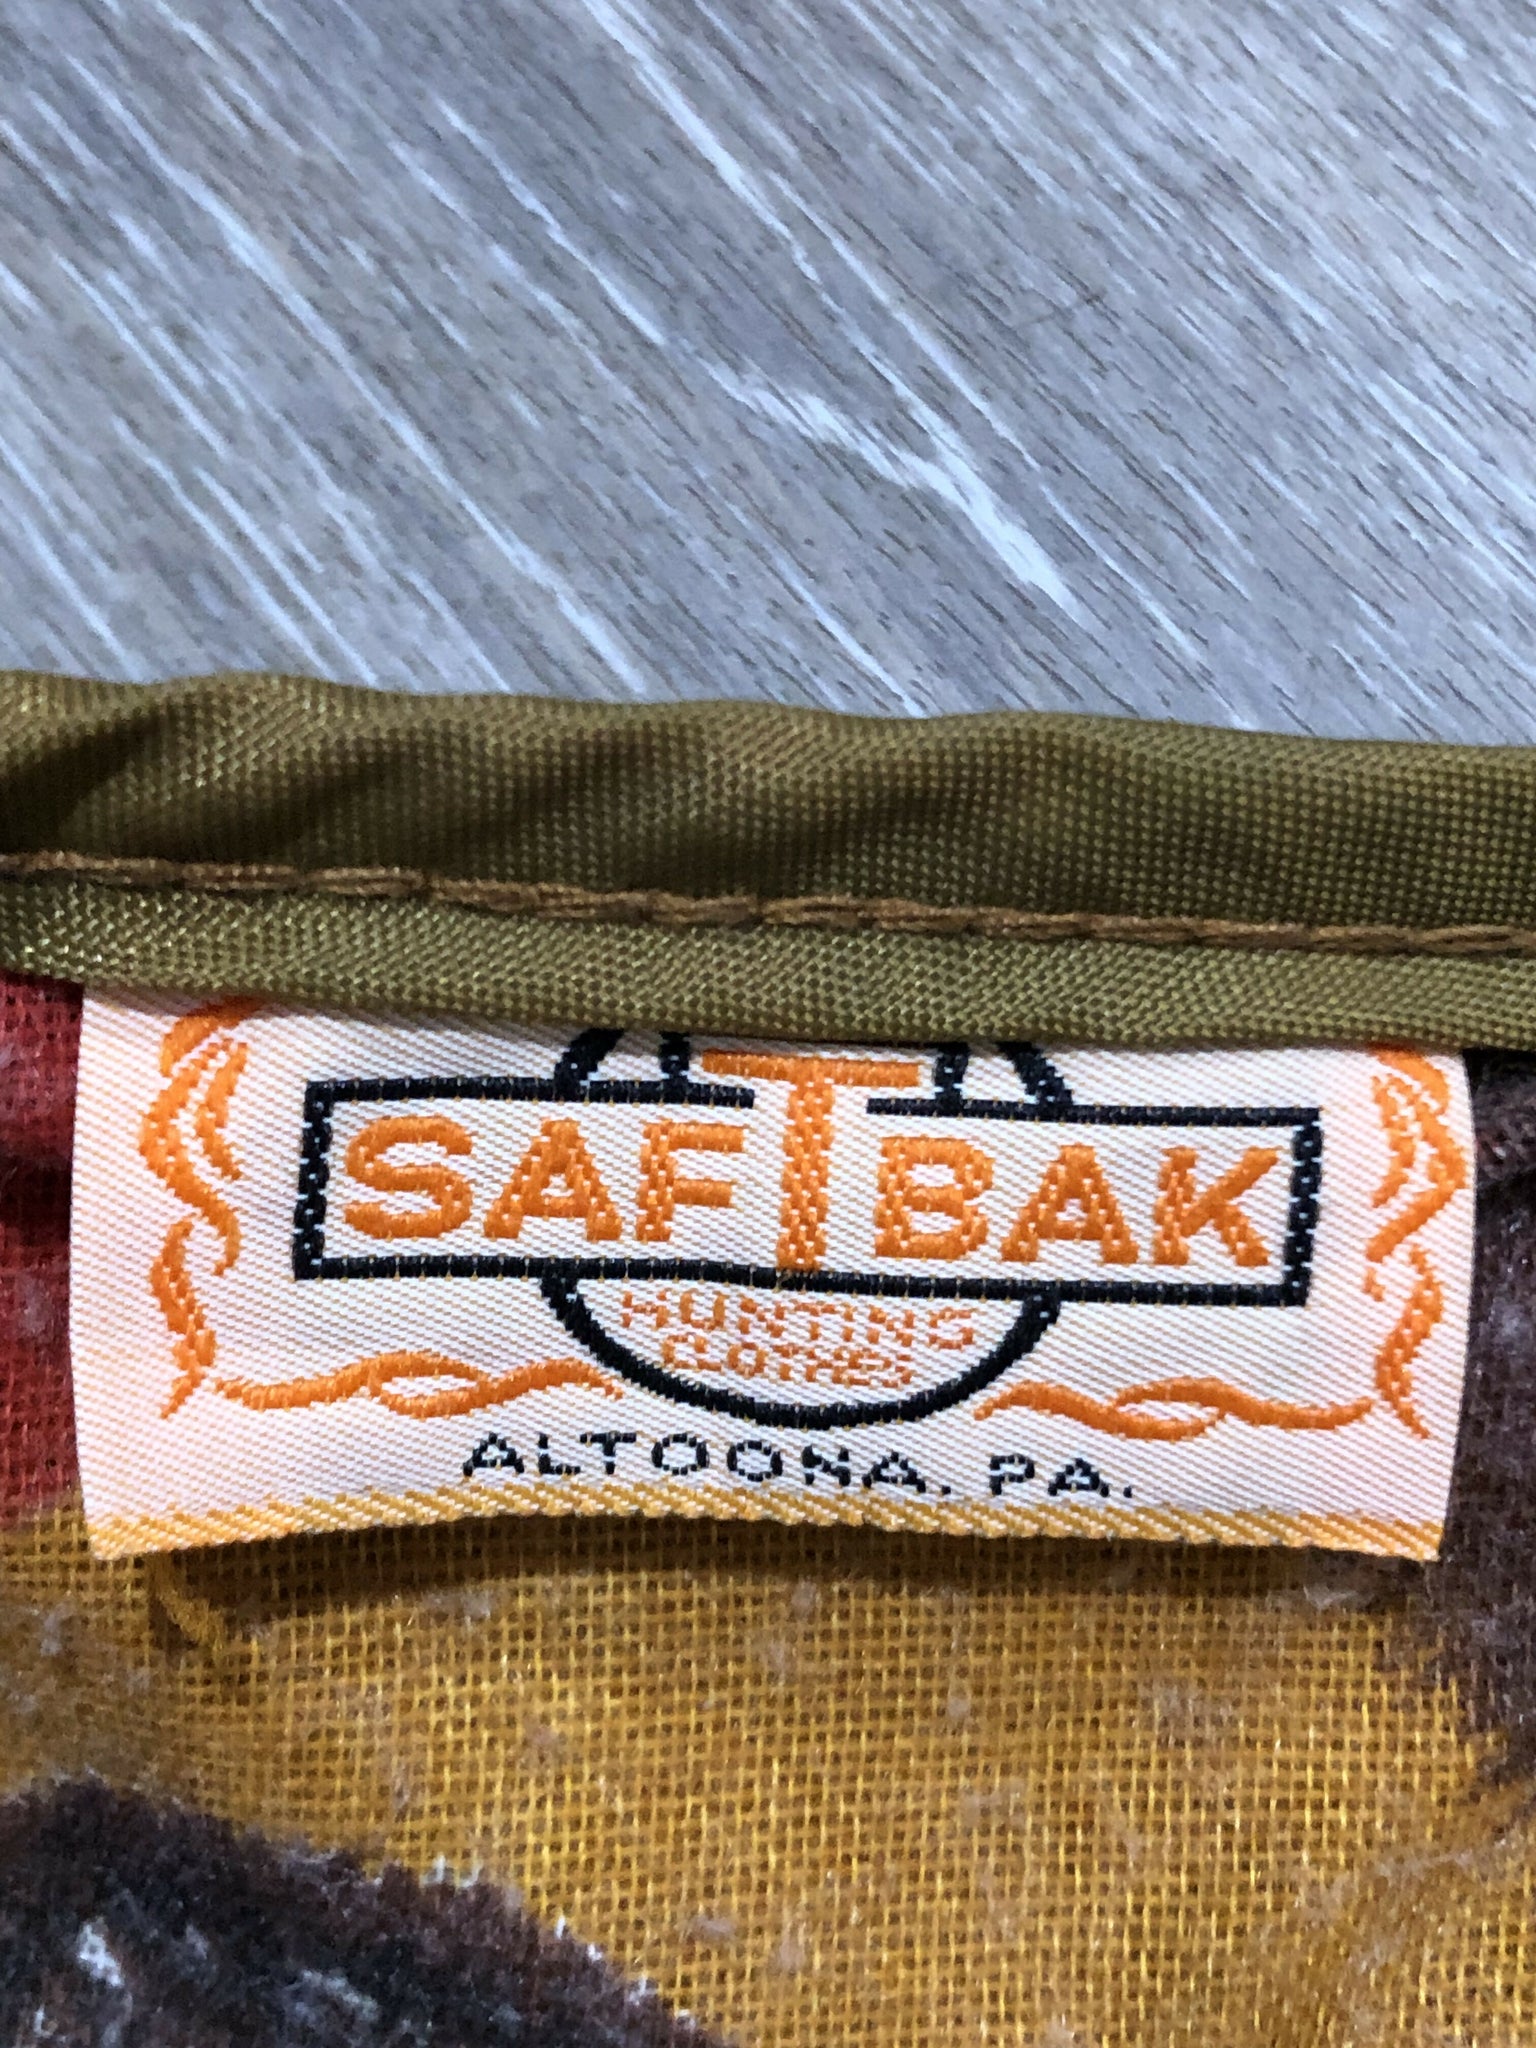 SAFTBAK
HUNTING
CLOTHES
ALTOONA, PA.